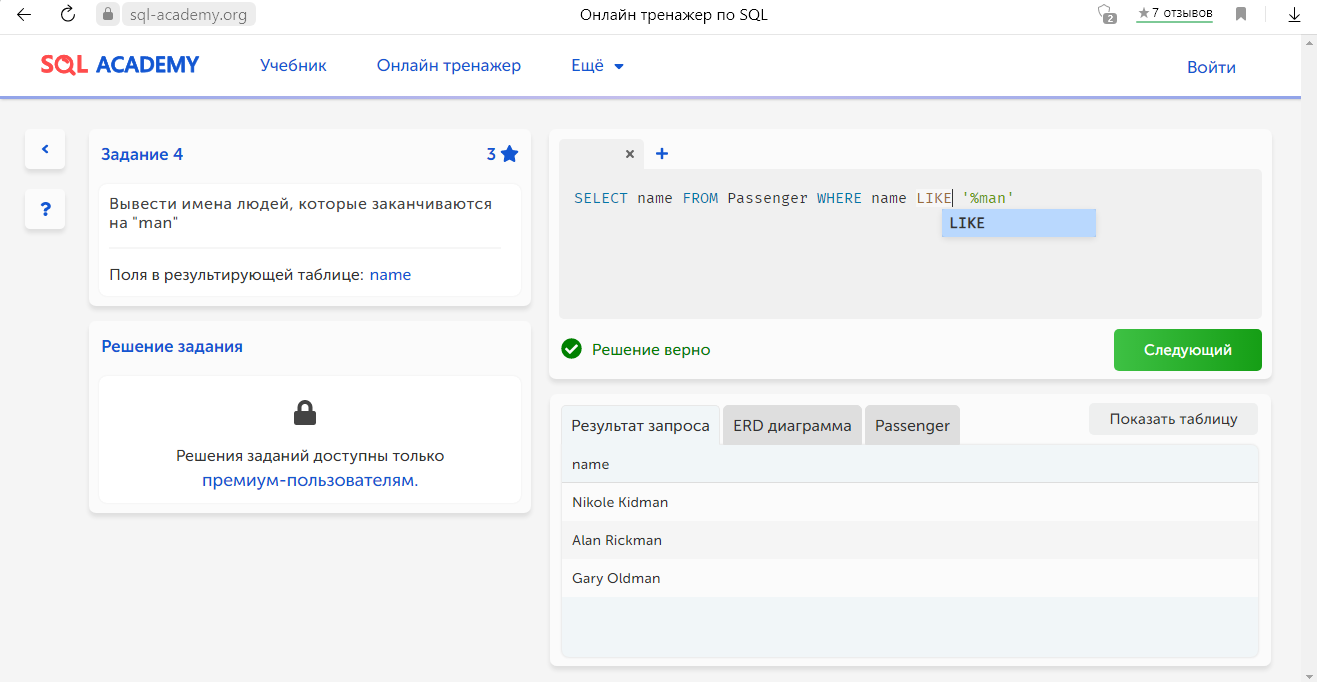 sql-academy.org
Онлайн тренажер по SQL
2
★7 отзывов
SQL ACADEMY
Учебник
Онлайн тренажер
Ещё
Войти
Задание 4
3
Вывести имена людей, которые заканчиваются
на "man"
Поля в результирующей таблице: name
?
Решение задания
Решения заданий доступны только
премиум-пользователям.
×
+
SELECT name FROM Passenger WHERE name LIKE '%man'
LIKE
Решение верно
Следующий
Результат запроса
ERD диаграмма
Passenger
Показать таблицу
name
Nikole Kidman
Alan Rickman
Gary Oldman